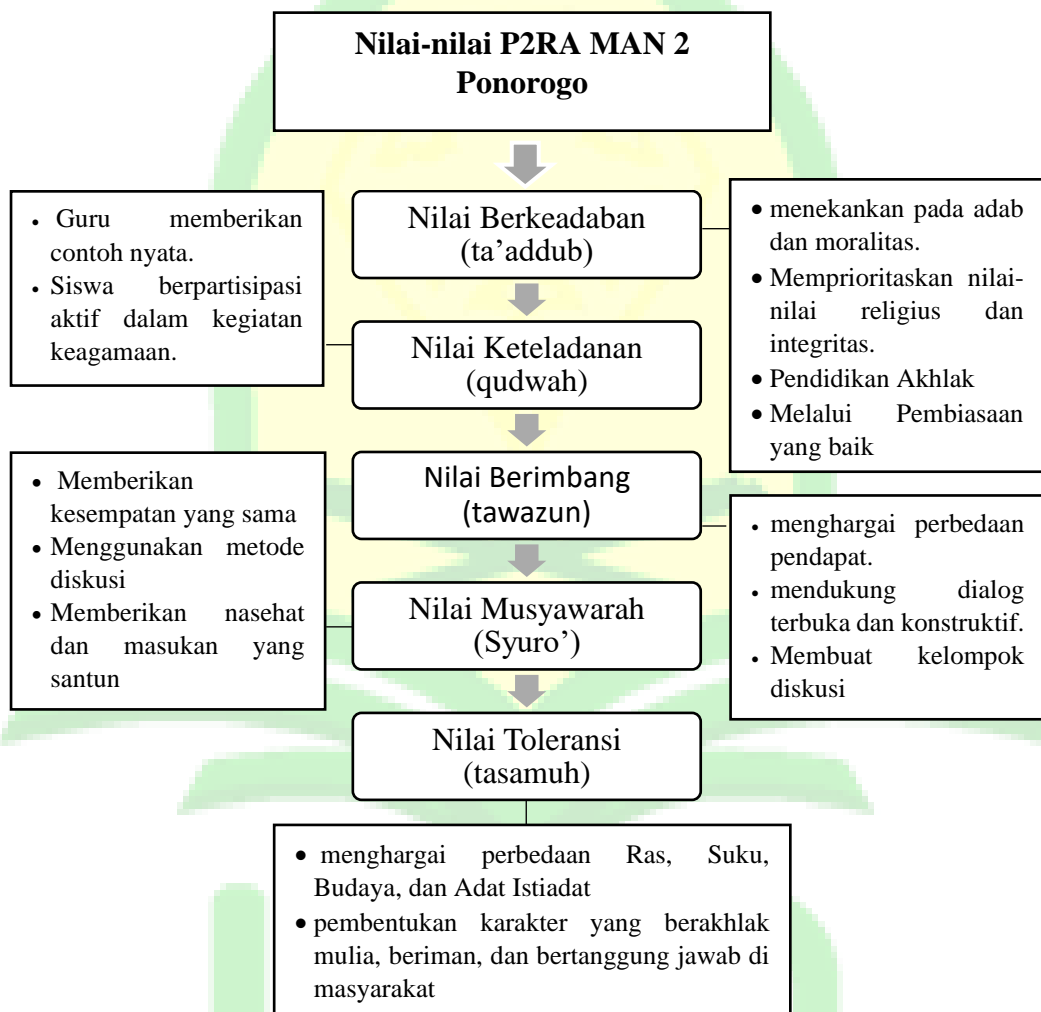 Nilai-nilai P2RA MAN 2
Ponorogo
Nilai Berkeadaban
(ta’addub)
• menekankan pada adab
dan moralitas.
• Memprioritaskan nilai-
nilai religius dan
integritas.
• Pendidikan Akhlak
• Melalui Pembiasaan
yang baik
• Guru memberikan
contoh nyata.
• Siswa berpartisipasi
aktif dalam kegiatan
keagamaan.
Nilai Keteladanan
(qudwah)
Nilai Berimbang
(tawazun)
• menghargai perbedaan
pendapat.
• mendukung dialog
terbuka dan konstruktif.
• Membuat kelompok
diskusi
• Memberikan
kesempatan yang sama
• Menggunakan metode
diskusi
• Memberikan nasehat
dan masukan yang
santun
Nilai Musyawarah
(Syuro’)
Nilai Toleransi
(tasamuh)
• menghargai perbedaan Ras, Suku,
Budaya, dan Adat Istiadat
• pembentukan karakter yang berakhlak
mulia, beriman, dan bertanggung jawab di
masyarakat